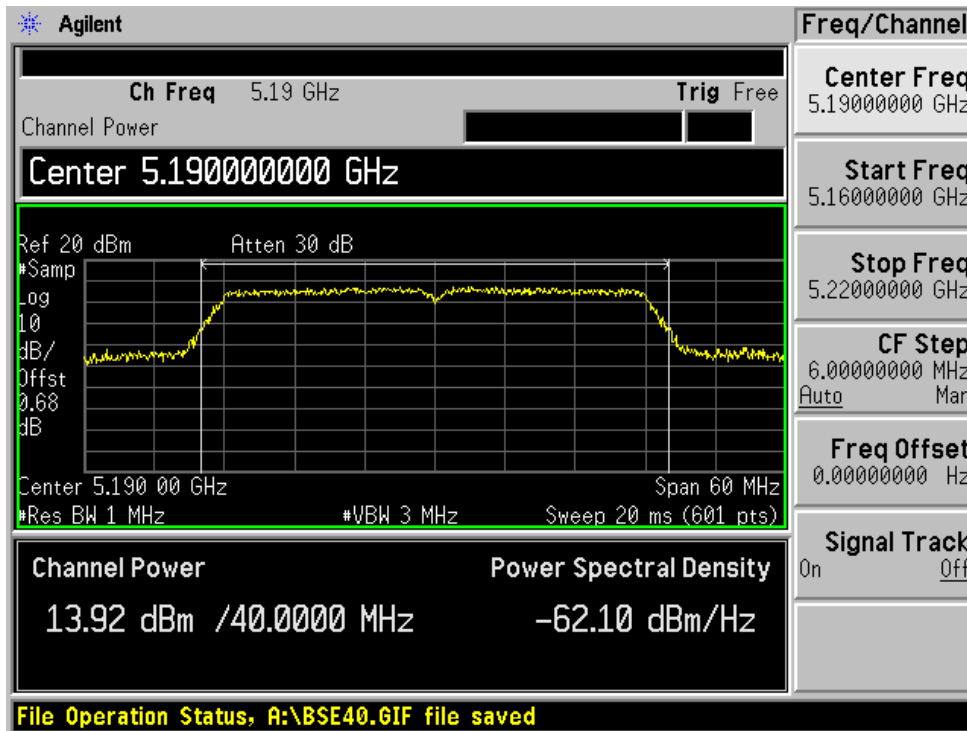 Agilent
Freq/Channel
Ch Freq 5.19 GHz Trig Free
Channel Power
Center 5.190000000 GHz
Ref 20 dBm Atten 30 dB
#Samp
Log
10
dB/
Offst
0.68
dB
Center 5.190 00 GHz Span 60 MHz
#Res BW 1 MHz #VBW 3 MHz Sweep 20 ms (601 pts)
Channel Power Power Spectral Density
13.92 dBm /40.0000 MHz -62.10 dBm/Hz
File Operation Status, A:\BSE40.GIF file saved
Center Freq
5.19000000 GHz
Start Freq
5.16000000 GHz
Stop Freq
5.22000000 GHz
CF Step
6.00000000 MHz
Auto Man
Freq Offset
0.00000000 Hz
Signal Track
On Off